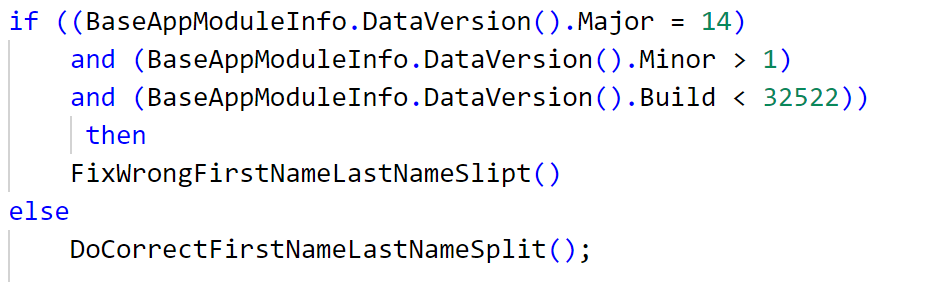 if ((BaseAppModuleInfo.DataVersion().Major = 14)
and (BaseAppModuleInfo.DataVersion().Minor > 1)
and (BaseAppModuleInfo.DataVersion().Build < 32522))
then
FixWrongFirstNameLastNameSlipt()
else
DoCorrectFirstNameLastNameSplit();